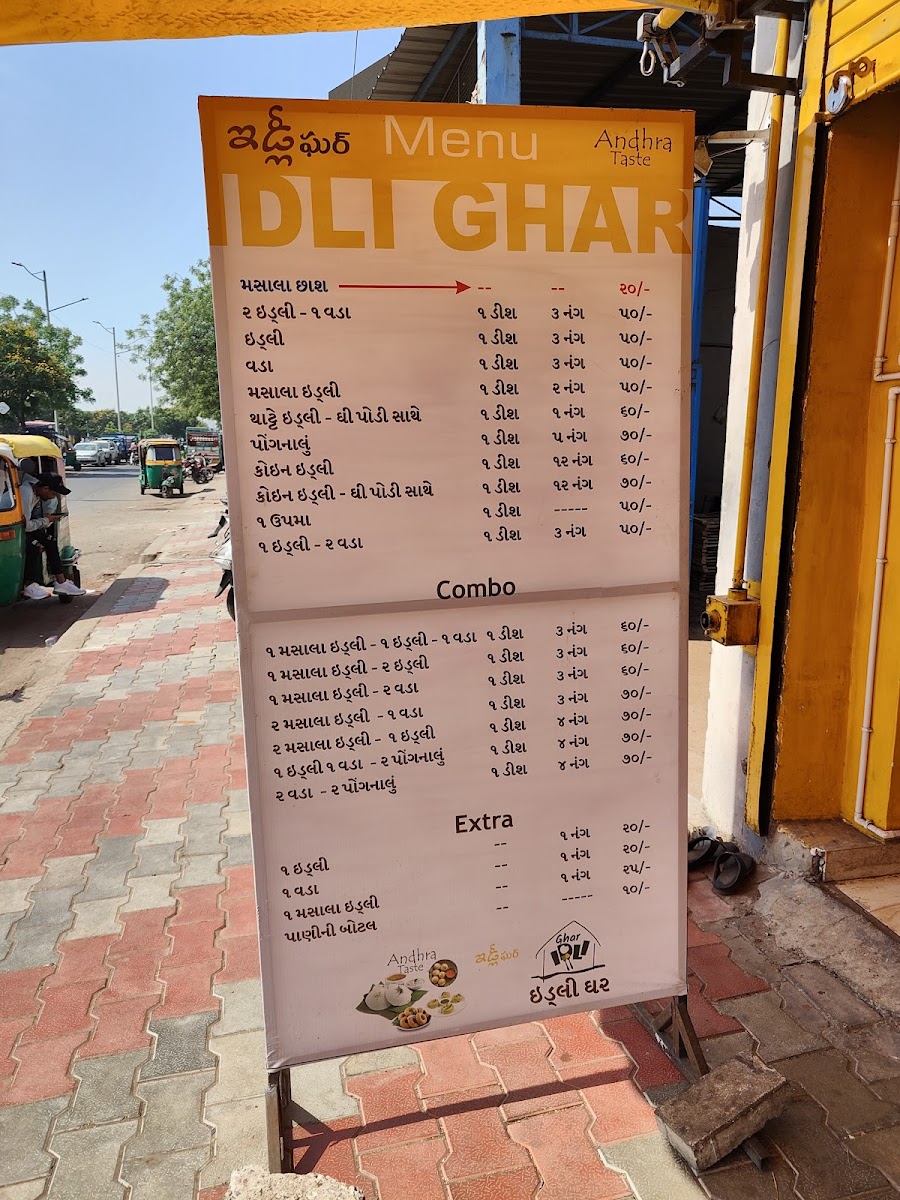 ఇడ్లీ ఘర్ Menu Andhra Taste
IDLI GHAR
મસાલા છાશ -- -- ૨૦/-
૨ ઇડ્લી - ૧ વડા ૧ ડીશ ૩ નંગ ૫૦/-
ઇડ્લી ૧ ડીશ ૩ નંગ ૫૦/-
વડા ૧ ડીશ ૩ નંગ ૫૦/-
મસાલા ઇડ્લી ૧ ડીશ ૨ નંગ ૫૦/-
થાટ્ટે ઇડ્લી - ઘી પોડી સાથે ૧ ડીશ ૧ નંગ ૬૦/-
પોંગનાલું ૧ ડીશ ૫ નંગ ૭૦/-
કોઇન ઇડ્લી ૧ ડીશ ૧૨ નંગ ૬૦/-
કોઇન ઇડ્લી - ઘી પોડી સાથે ૧ ડીશ ૧૨ નંગ ૭૦/-
૧ ઉપમા ૧ ડીશ ----- ૫૦/-
૧ ઇડ્લી - ૨ વડા ૧ ડીશ ૩ નંગ ૫૦/-
Combo
૧ મસાલા ઇડ્લી - ૧ ઇડ્લી - ૧ વડા ૧ ડીશ ૩ નંગ ૬૦/-
૧ મસાલા ઇડ્લી - ૨ ઇડ્લી ૧ ડીશ ૩ નંગ ૬૦/-
૧ મસાલા ઇડ્લી - ૨ વડા ૧ ડીશ ૩ નંગ ૬૦/-
૨ મસાલા ઇડ્લી - ૧ વડા ૧ ડીશ ૩ નંગ ૭૦/-
૨ મસાલા ઇડ્લી - ૧ ઇડ્લી ૧ ડીશ ૪ નંગ ૭૦/-
૧ ઇડ્લી ૧ વડા - ૨ પોંગનાલું ૧ ડીશ ૪ નંગ ૭૦/-
૨ વડા - ૨ પોંગનાલું ૧ ડીશ ૪ નંગ ૭૦/-
Extra
૧ ઇડ્લી -- ૧ નંગ ૨૦/-
૧ વડા -- ૧ નંગ ૨૦/-
૧ મસાલા ઇડ્લી -- ૧ નંગ ૨૫/-
પાણીની બોટલ -- ----- ૧૦/-
Andhra Taste
ఇడ్లీ ఘర్
Ghar
IDLI
ઇડ્લી ઘર